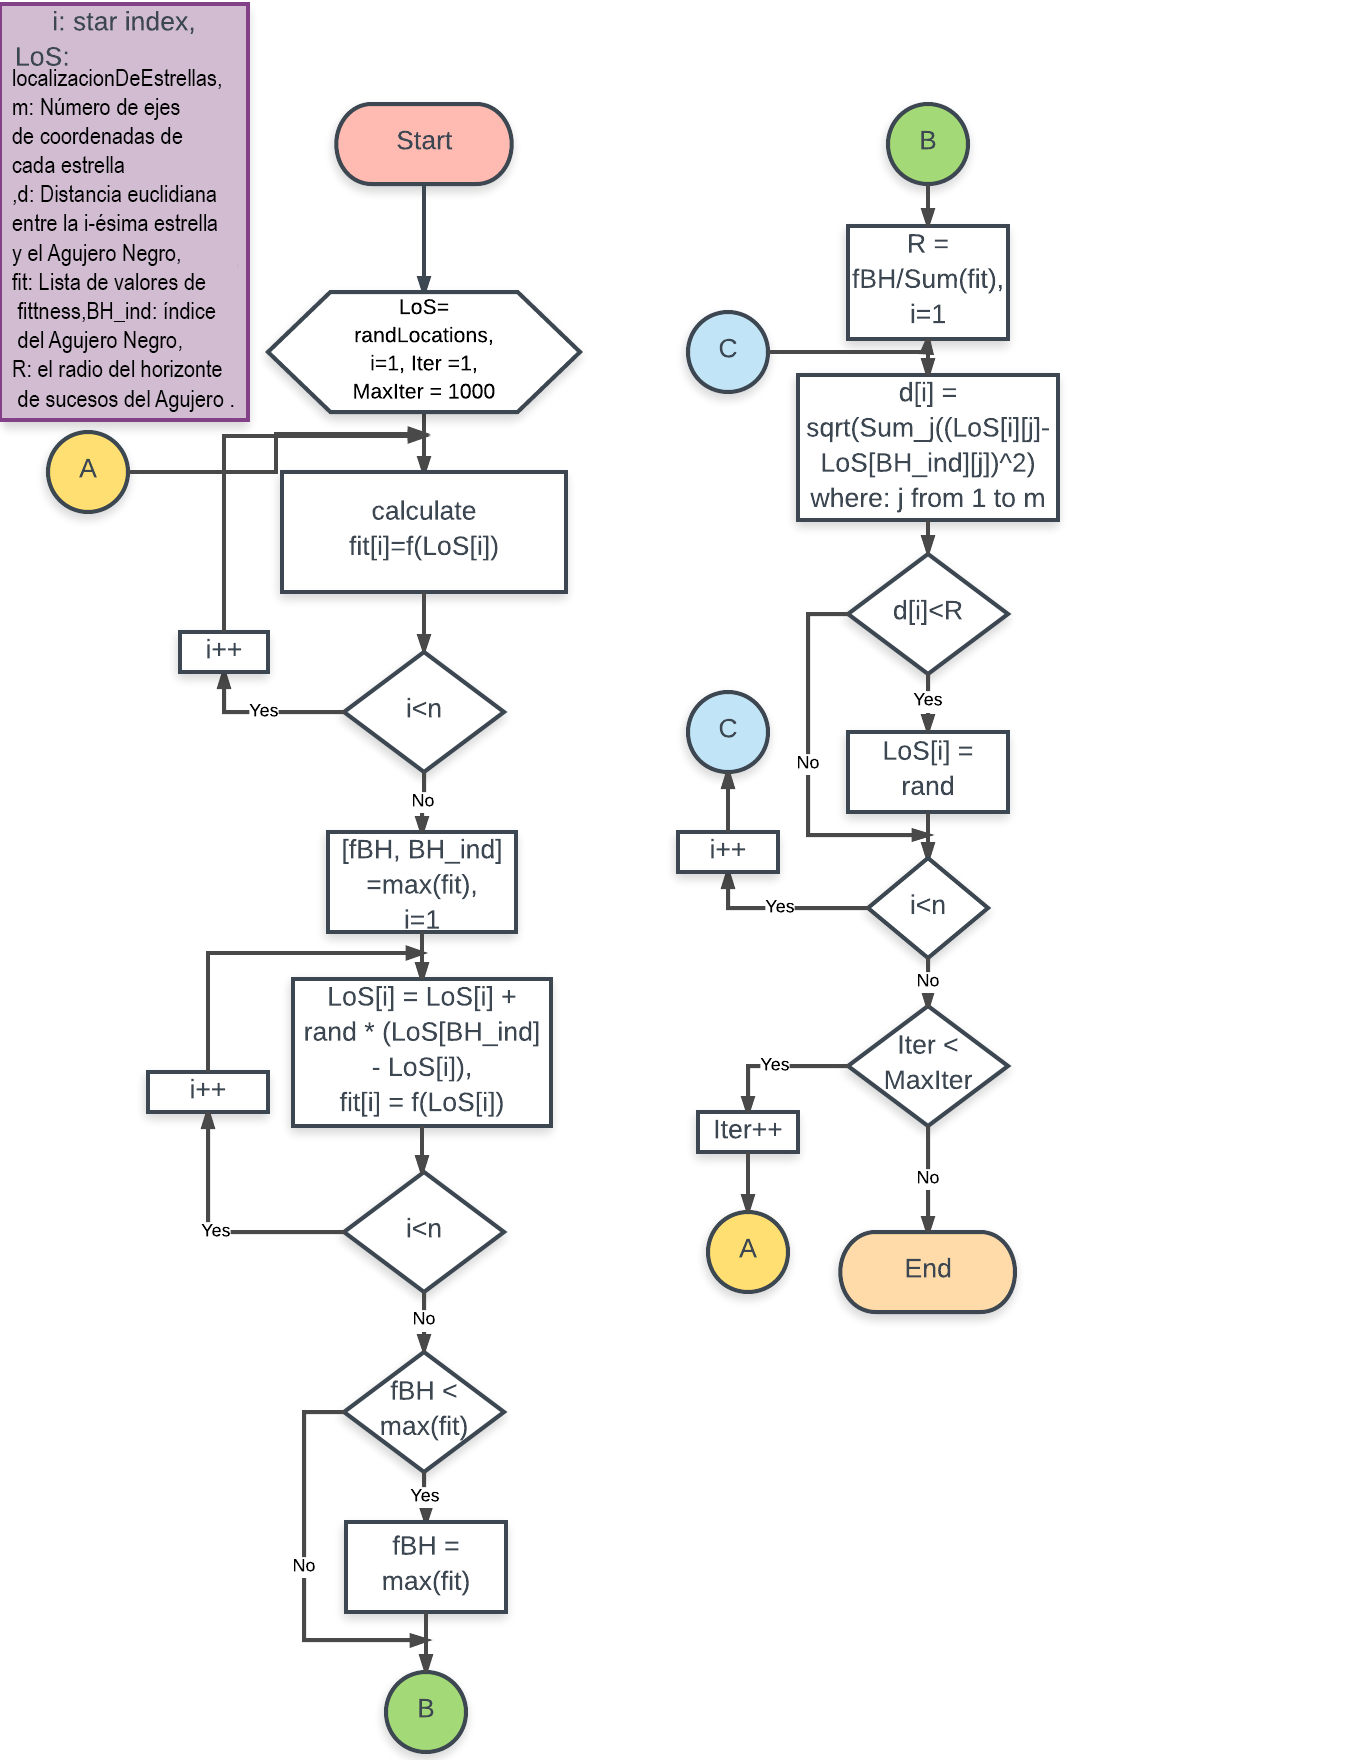 i: star index,
LoS:
localizacionDeEstrellas,
m: Número de ejes
de coordenadas de
cada estrella
,d: Distancia euclidiana
entre la i-ésima estrella
y el Agujero Negro,
fit: Lista de valores de
fittness,BH_ind: índice
del Agujero Negro,
R: el radio del horizonte
de sucesos del Agujero .
Start
LoS=
randLocations,
i=1, Iter =1,
MaxIter = 1000
A
calculate
fit[i]=f(LoS[i])
i++
Yes
i<n
No
[fBH, BH_ind]
=max(fit),
i=1
LoS[i] = LoS[i] +
rand * (LoS[BH_ind]
- LoS[i]),
fit[i] = f(LoS[i])
i++
Yes
i<n
No
fBH <
max(fit)
Yes
No
fBH =
max(fit)
B
B
R =
fBH/Sum(fit),
i=1
C
d[i] =
sqrt(Sum_j((LoS[i][j]-
LoS[BH_ind][j])^2)
where: j from 1 to m
d[i]<R
Yes
No
LoS[i] =
rand
C
i++
Yes
i<n
No
Iter <
MaxIter
Yes
Iter++
A
No
End